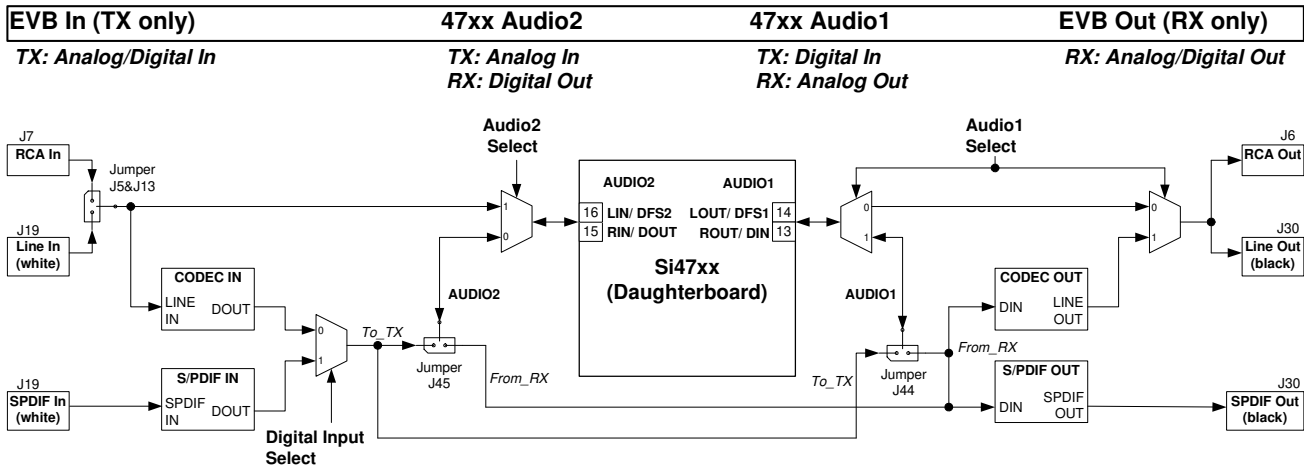 EVB In (TX only) 47xx Audio2 47xx Audio1 EVB Out (RX only)
TX: Analog/Digital In
TX: Analog In
RX: Digital Out
TX: Digital In
RX: Analog Out
RX: Analog/Digital Out
J7
RCA In
Jumper
J5&J13
J19
Line In
(white)
Audio2
Select
Audio1
Select
J6
RCA Out
J30
Line Out
(black)
1
0
AUDIO2
AUDIO1
16 LIN/ DFS2
15 RIN/ DOUT
LOUT/ DFS1 14
ROUT/ DIN 13
Si47xx
(Daughterboard)
0
1
0
1
CODEC IN
LINE
IN
DOUT
AUDIO2
AUDIO1
CODEC OUT
DIN
LINE
OUT
0
1
To_TX
Jumper
J45
From_RX
To_TX
Jumper
J44
From_RX
J19
SPDIF In
(white)
S/PDIF IN
SPDIF
IN
DOUT
Digital Input
Select
S/PDIF OUT
DIN
SPDIF
OUT
J30
SPDIF Out
(black)